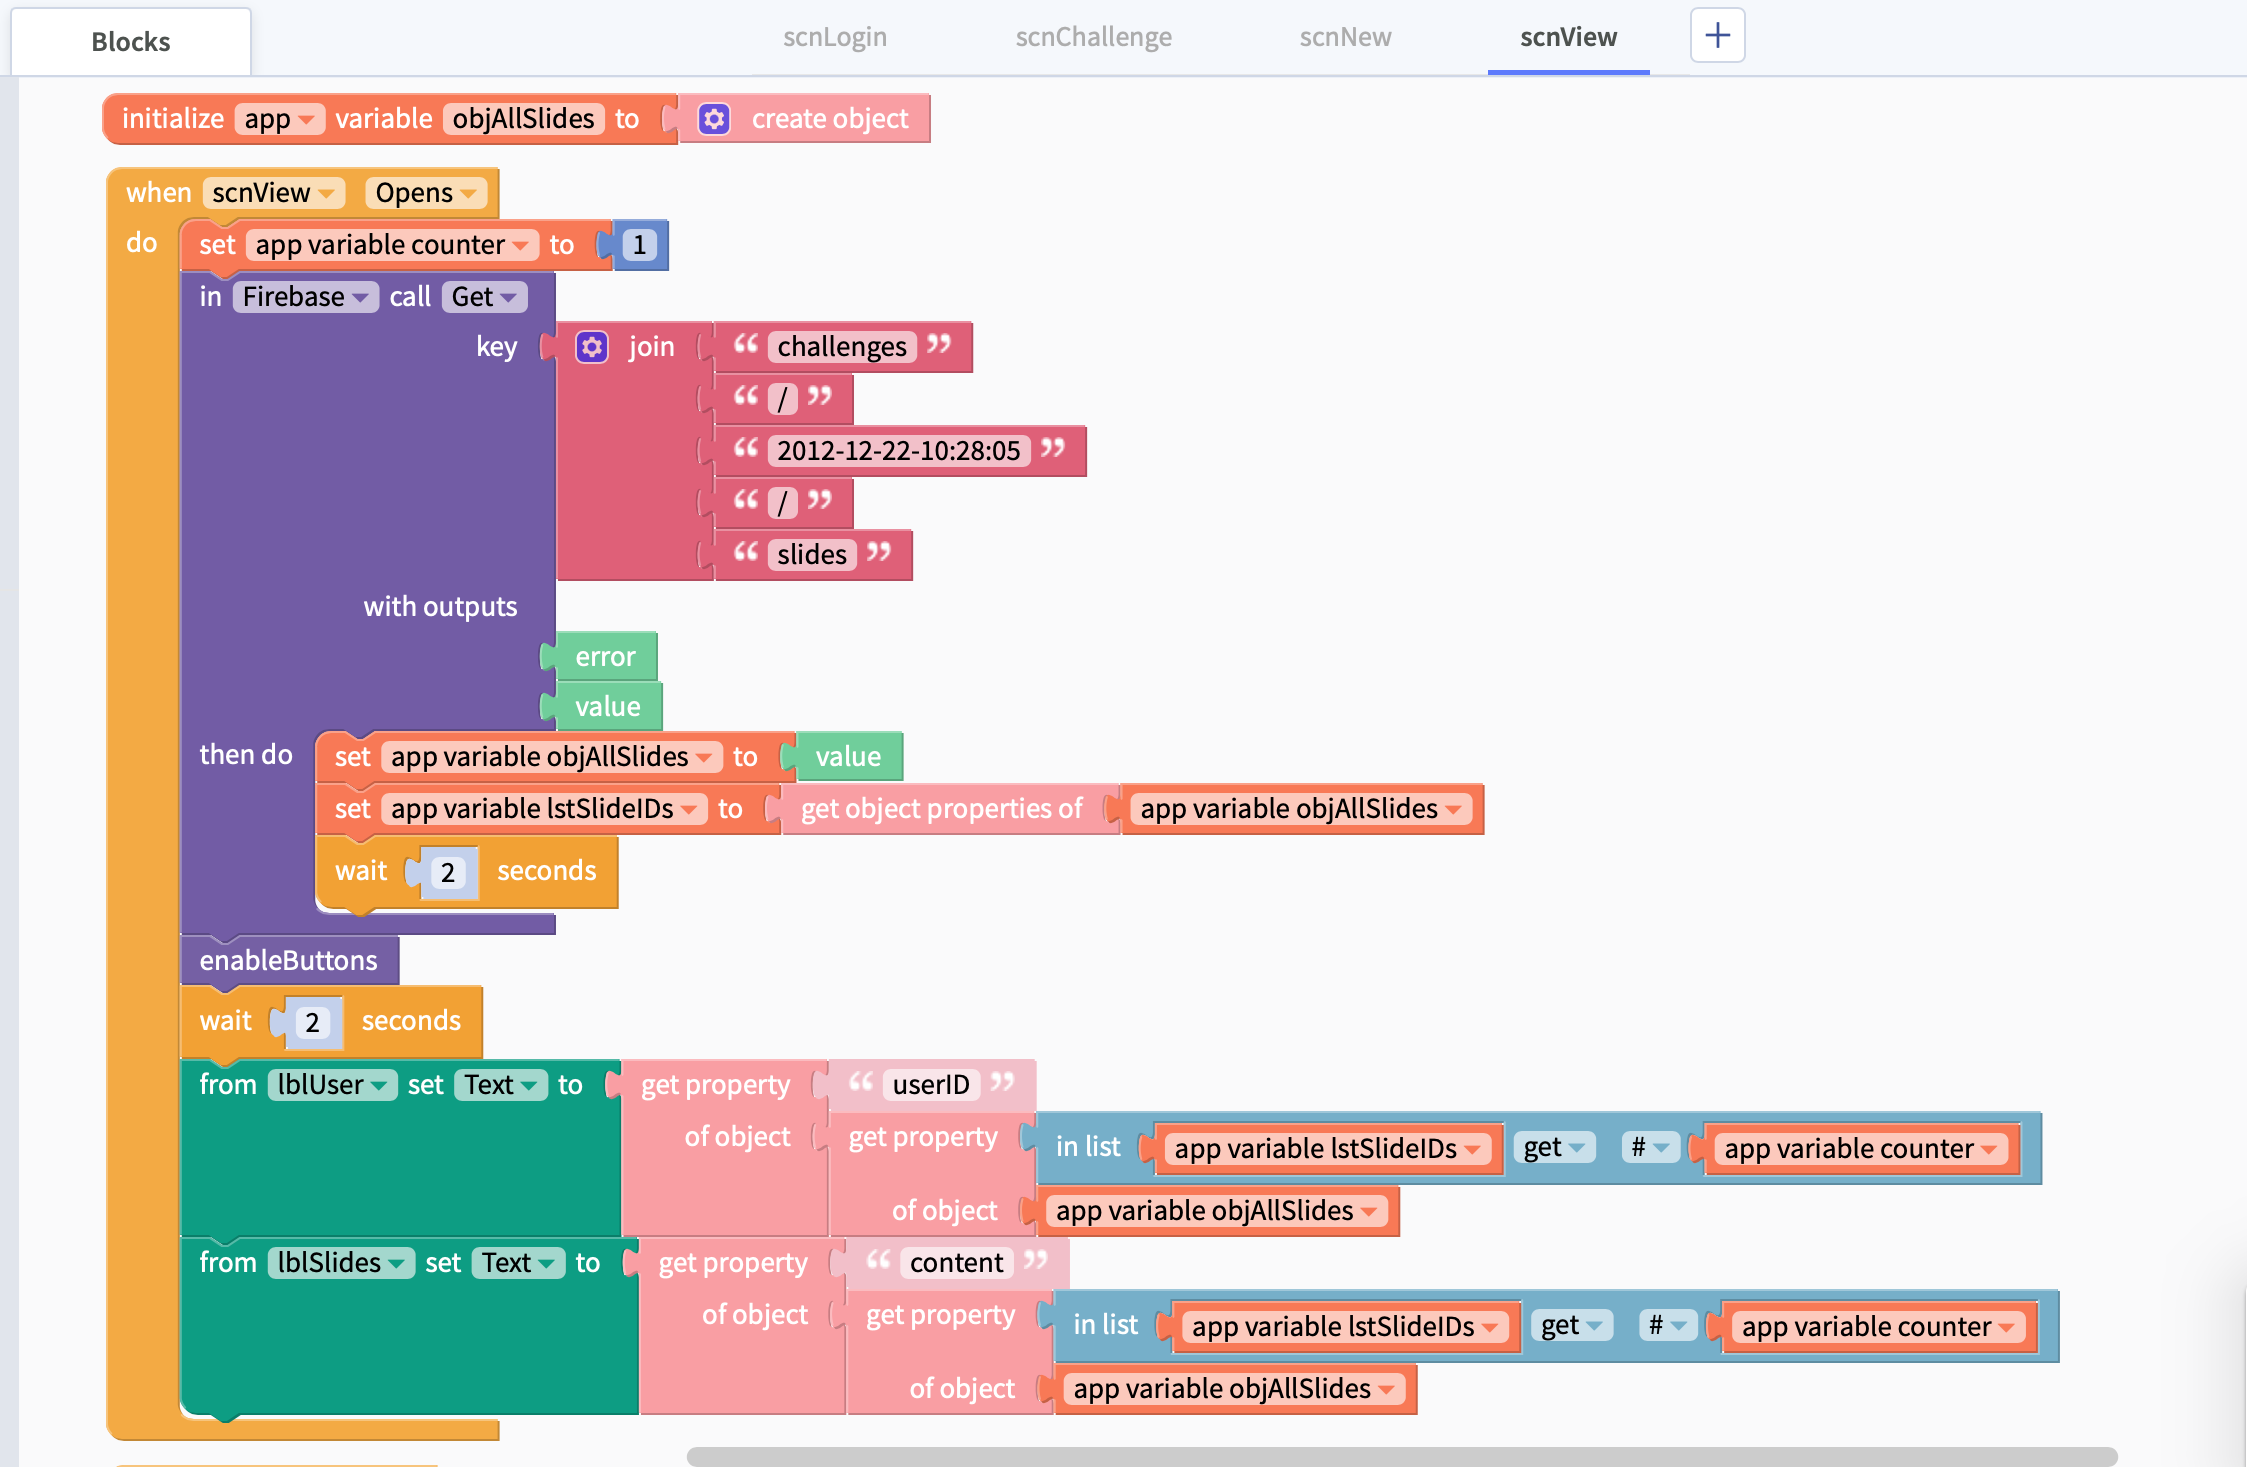 Blocks scnLogin scnChallenge scnNew scnView +
initialize app variable objAllSlides to create object
when scnView Opens
do set app variable counter to 1
in Firebase call Get
key join “ challenges ”
“ / ”
“ 2012-12-22-10:28:05 ”
“ / ”
“ slides ”
with outputs
error
value
then do set app variable objAllSlides to value
set app variable lstSlideIDs to get object properties of app variable objAllSlides
wait 2 seconds
enableButtons
wait 2 seconds
from lblUser set Text to get property “ userID ”
of object get property in list app variable lstSlideIDs get # app variable counter
of object app variable objAllSlides
from lblSlides set Text to get property “ content ”
of object get property in list app variable lstSlideIDs get # app variable counter
of object app variable objAllSlides